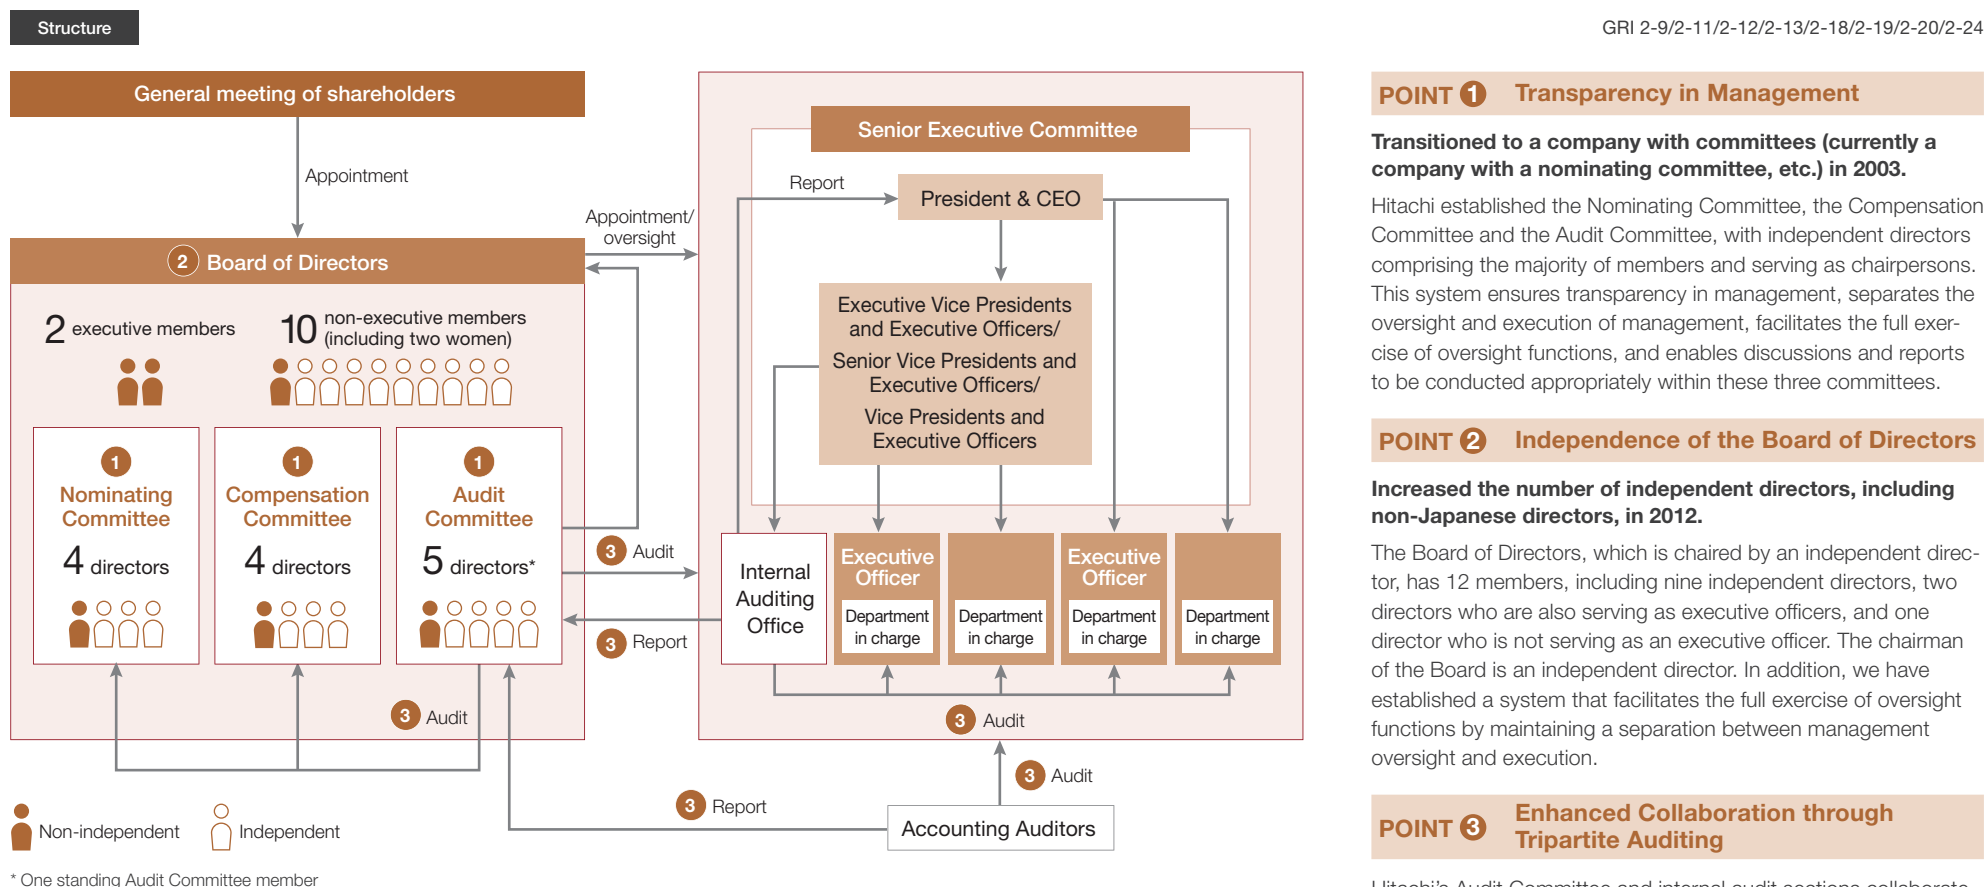 Structure
GRI 2-9/2-11/2-12/2-13/2-18/2-19/2-20/2-24
General meeting of shareholders
Appointment
2 Board of Directors
2 executive members
10 non-executive members
(including two women)
1
Nominating
Committee
4 directors
1
Compensation
Committee
4 directors
1
Audit
Committee
5 directors*
3 Audit
Appointment/
oversight
3 Audit
3 Report
Senior Executive Committee
Report
President & CEO
Executive Vice Presidents
and Executive Officers/
Senior Vice Presidents and
Executive Officers/
Vice Presidents and
Executive Officers
Internal
Auditing
Office
Executive
Officer
Department
in charge
Department
in charge
Executive
Officer
Department
in charge
Department
in charge
3 Audit
3 Audit
3 Report
Accounting Auditors
Non-independent
Independent
* One standing Audit Committee member
POINT 1 Transparency in Management
Transitioned to a company with committees (currently a
company with a nominating committee, etc.) in 2003.
Hitachi established the Nominating Committee, the Compensation
Committee and the Audit Committee, with independent directors
comprising the majority of members and serving as chairpersons.
This system ensures transparency in management, separates the
oversight and execution of management, facilitates the full exer-
cise of oversight functions, and enables discussions and reports
to be conducted appropriately within these three committees.
POINT 2 Independence of the Board of Directors
Increased the number of independent directors, including
non-Japanese directors, in 2012.
The Board of Directors, which is chaired by an independent direc-
tor, has 12 members, including nine independent directors, two
directors who are also serving as executive officers, and one
director who is not serving as an executive officer. The chairman
of the Board is an independent director. In addition, we have
established a system that facilitates the full exercise of oversight
functions by maintaining a separation between management
oversight and execution.
POINT 3 Enhanced Collaboration through
Tripartite Auditing
Hitachi's Audit Committee and internal audit sections collaborate